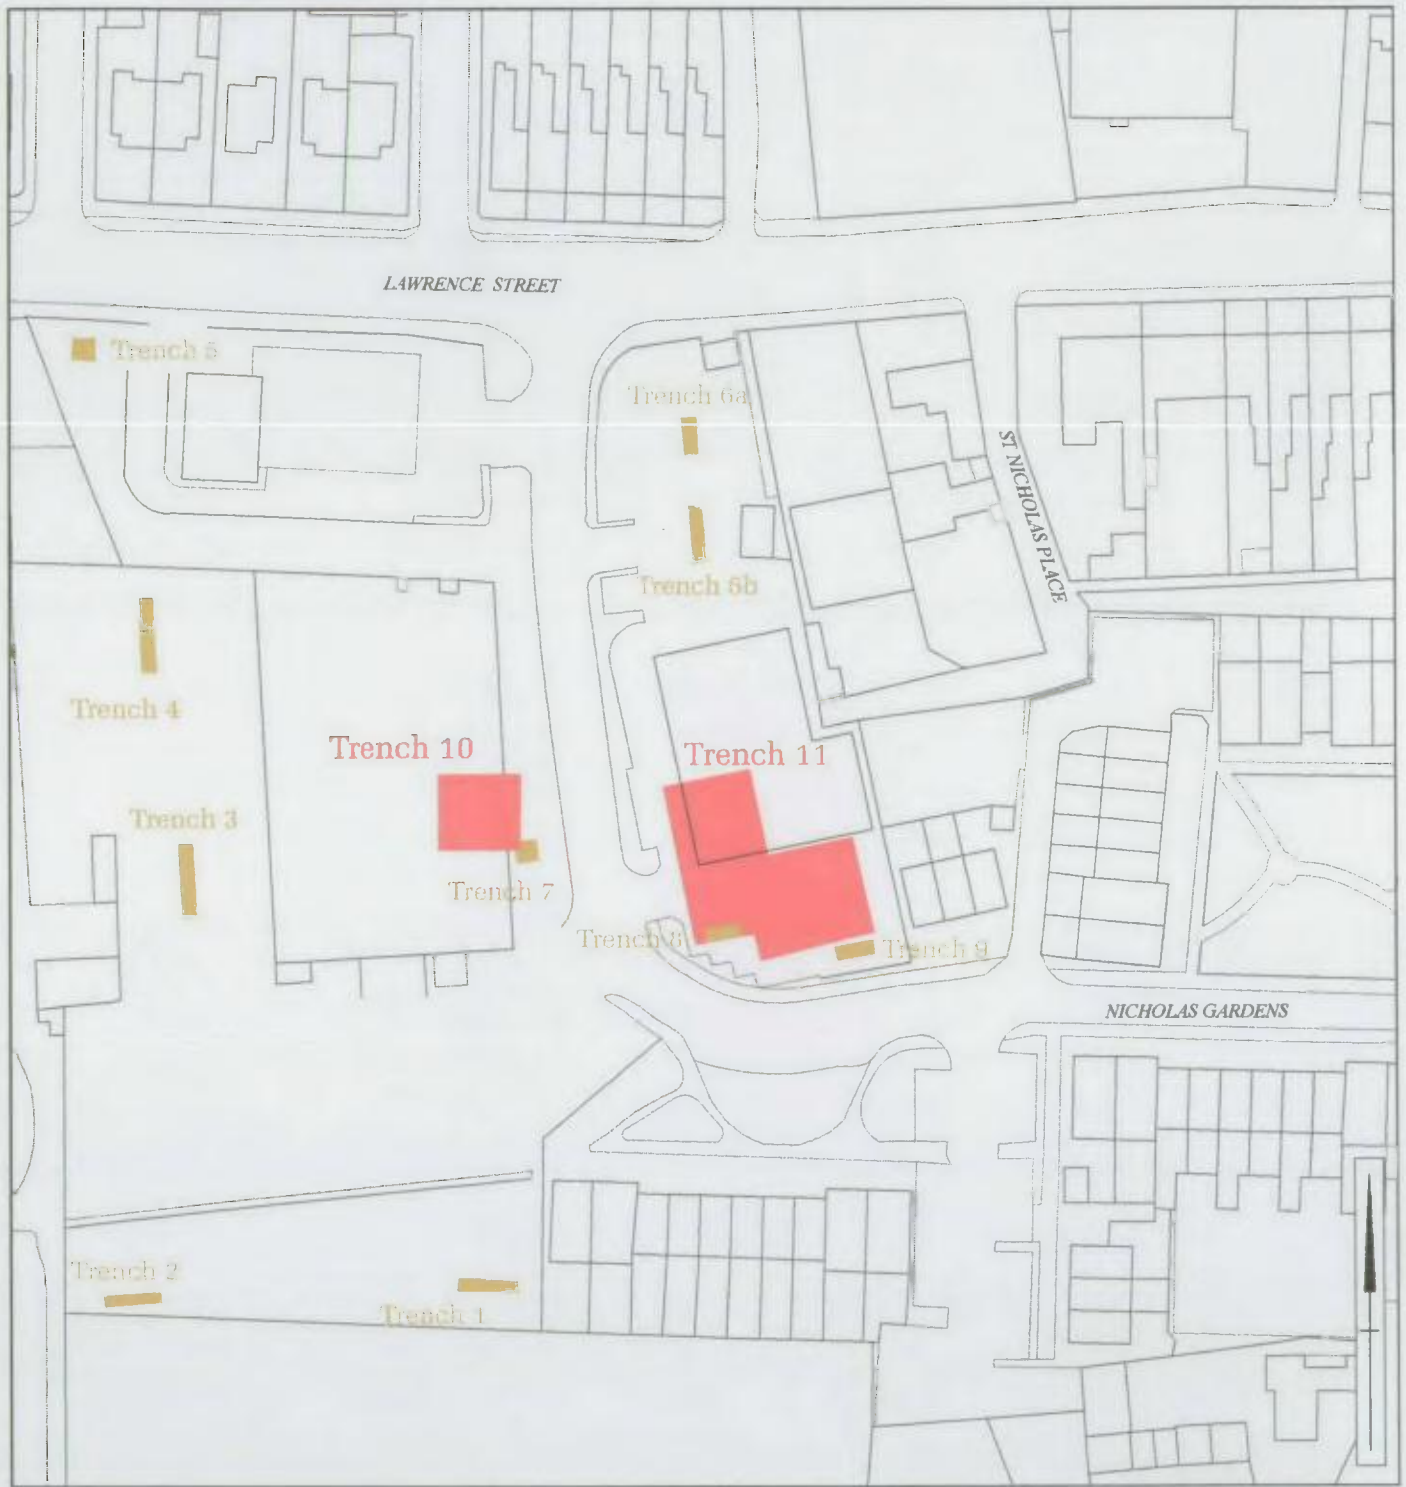 LAWRENCE STREET
Trench 5
Trench 6a
ST NICHOLAS PLACE
Trench 6b
Trench 4
Trench 10
Trench 11
Trench 3
Trench 7
Trench 8
Trench 9
NICHOLAS GARDENS
Trench 2
Trench 1